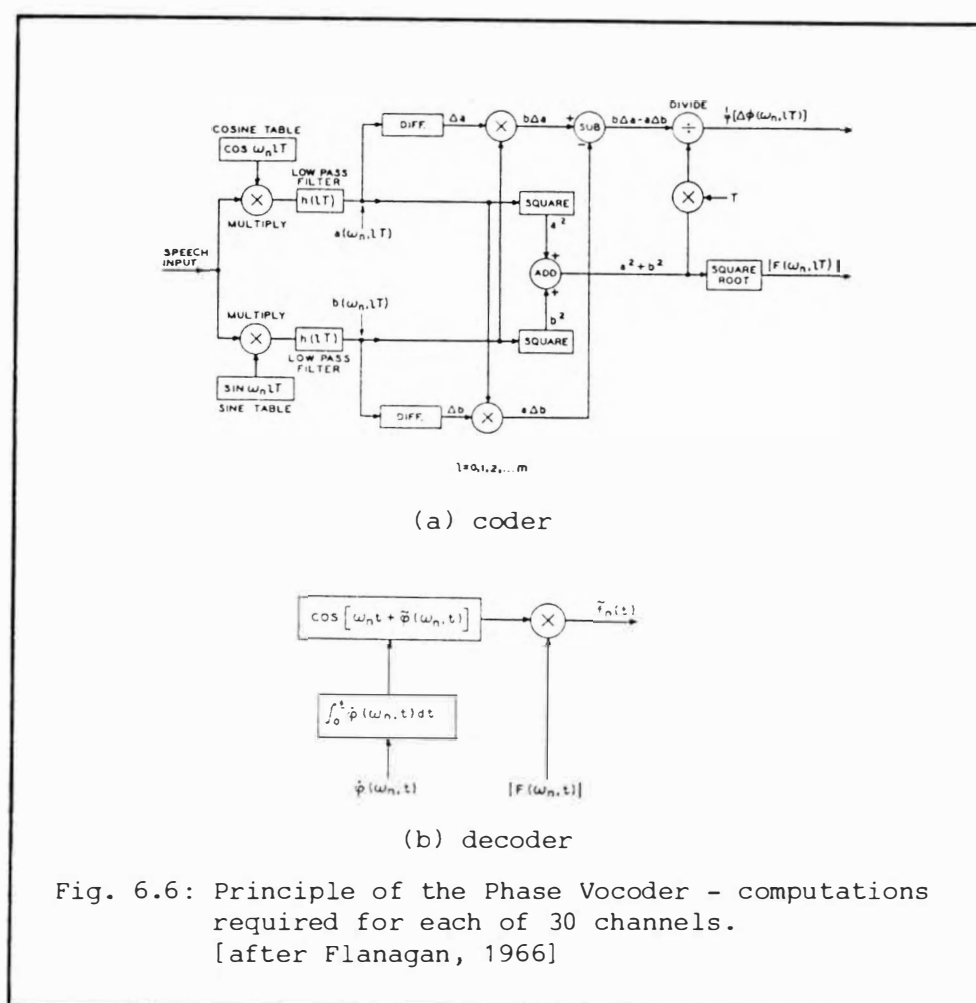 DIVIDE
COSINE TABLE
COS ωₙlT
DIFF.
Δa
×
bΔa
+
SUB
−
bΔa-aΔb
÷
1/T[Δϕ(ωₙ,lT)]
LOW PASS
FILTER
×
h(lT)
MULTIPLY
a(ωₙ,lT)
SQUARE
a²
×
T
SPEECH
INPUT
+
ADD
+
a²+b²
SQUARE
ROOT
|F(ωₙ,lT)|
b(ωₙ,lT)
MULTIPLY
×
h(lT)
LOW PASS
FILTER
b²
SQUARE
SIN ωₙlT
SINE TABLE
DIFF.
Δb
×
aΔb
l=0,1,2,...m
(a) coder
COS [ωₙt + φ̃(ωₙ,t)]
×
f̃ₙ(t)
∫₀ᵗ φ̇(ωₙ,t)dt
φ̇(ωₙ,t)
|F(ωₙ,t)|
(b) decoder
Fig. 6.6: Principle of the Phase Vocoder - computations
required for each of 30 channels.
[after Flanagan, 1966]